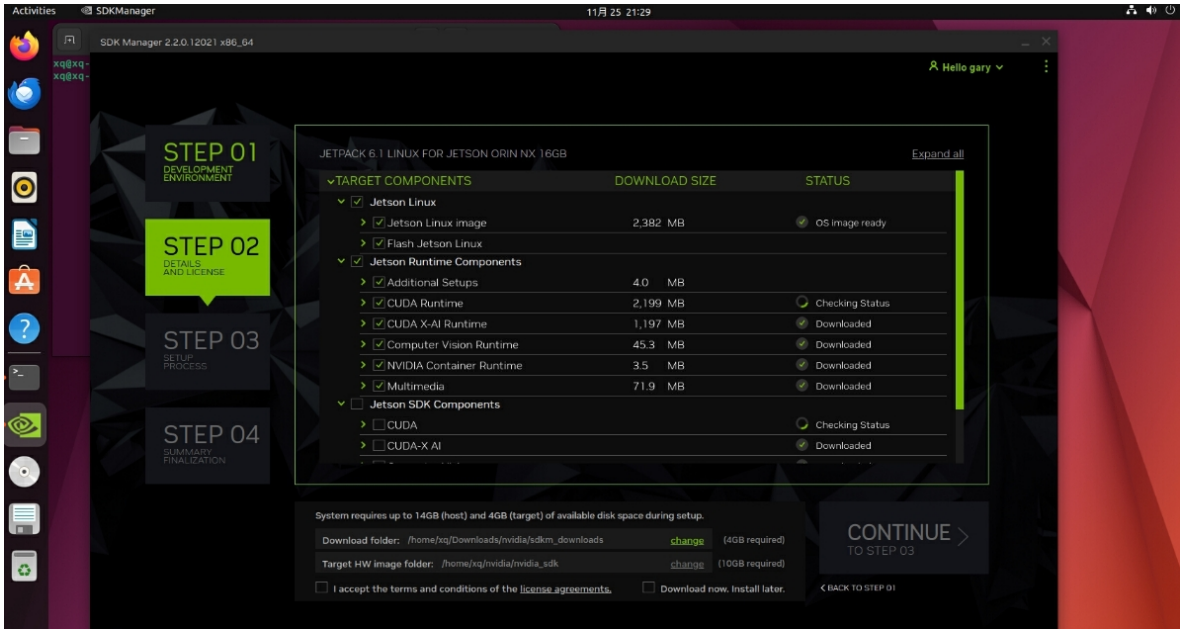 Activities SDKManager 11月 25 21:29
SDK Manager 2.2.0.12021 x86_64
xq@xq-
xq@xq-
Hello gary
STEP 01
DEVELOPMENT
ENVIRONMENT
STEP 02
DETAILS
AND LICENSE
STEP 03
SETUP
PROCESS
STEP 04
SUMMARY
FINALIZATION
JETPACK 6.1 LINUX FOR JETSON ORIN NX 16GB Expand all
TARGET COMPONENTS DOWNLOAD SIZE STATUS
Jetson Linux
Jetson Linux image 2,382 MB OS image ready
Flash Jetson Linux
Jetson Runtime Components
Additional Setups 4.0 MB
CUDA Runtime 2,199 MB Checking Status
CUDA X-AI Runtime 1,197 MB Downloaded
Computer Vision Runtime 45.3 MB Downloaded
NVIDIA Container Runtime 3.5 MB Downloaded
Multimedia 71.9 MB Downloaded
Jetson SDK Components
CUDA Checking Status
CUDA-X AI Downloaded
System requires up to 14GB (host) and 4GB (target) of available disk space during setup.
Download folder: /home/xq/Downloads/nvidia/sdkm_downloads change (4GB required)
Target HW image folder: /home/xq/nvidia/nvidia_sdk change (10GB required)
I accept the terms and conditions of the license agreements. Download now. Install later.
CONTINUE
TO STEP 03
BACK TO STEP 01